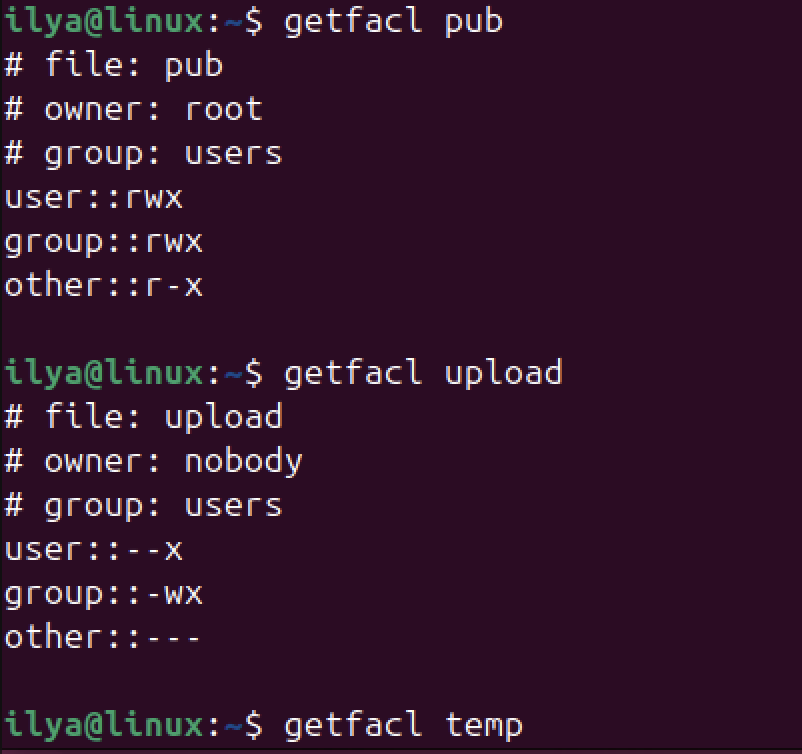 ilya@linux:~$ getfacl pub
# file: pub
# owner: root
# group: users
user::rwx
group::rwx
other::r-x
ilya@linux:~$ getfacl upload
# file: upload
# owner: nobody
# group: users
user::--x
group::-wx
other::---
ilya@linux:~$ getfacl temp